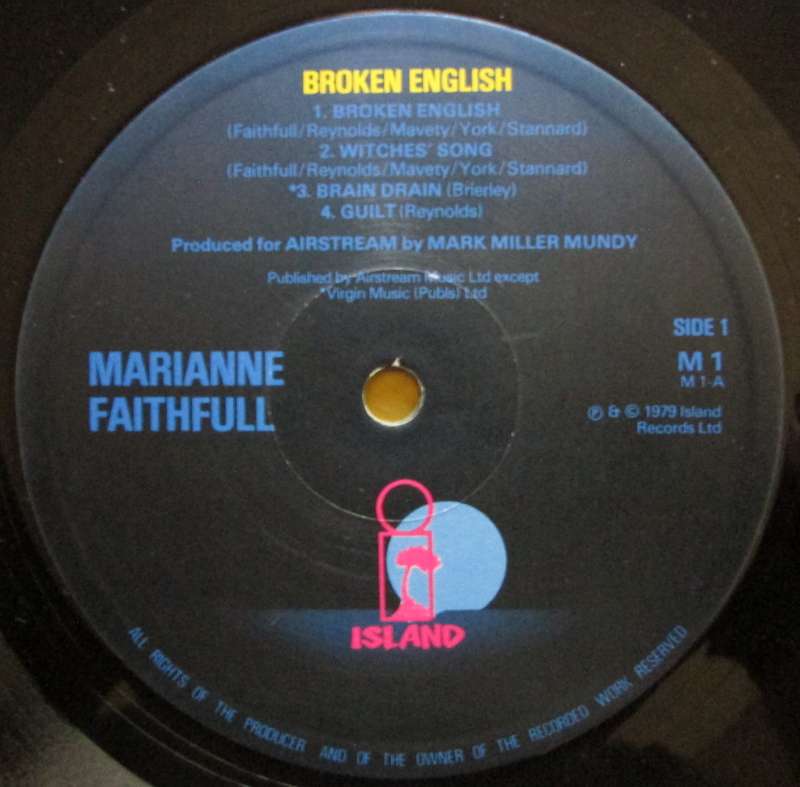 BROKEN ENGLISH
1. BROKEN ENGLISH
(Faithfull/Reynolds/Mavety/York/Stannard)
2. WITCHES' SONG
(Faithfull/Reynolds/Mavety/York/Stannard)
*3. BRAIN DRAIN (Brierley)
4. GUILT (Reynolds)
Produced for AIRSTREAM by MARK MILLER MUNDY
Published by Airstream Music Ltd except
*Virgin Music (Publs) Ltd
SIDE 1
M 1
M 1-A
MARIANNE
FAITHFULL
℗ & © 1979 Island
Records Ltd
ISLAND
ALL RIGHTS OF THE PRODUCER AND OF THE OWNER OF THE RECORDED WORK RESERVED